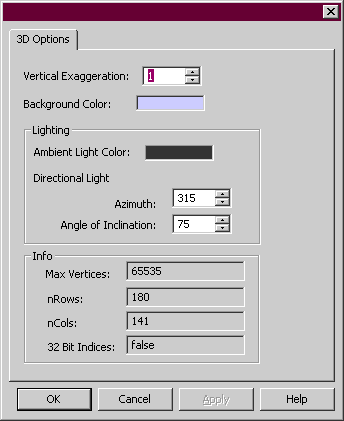 3D Options
Vertical Exaggeration: 1
Background Color:
Lighting
Ambient Light Color:
Directional Light
Azimuth: 315
Angle of Inclination: 75
Info
Max Vertices: 65535
nRows: 180
nCols: 141
32 Bit Indices: false
OK Cancel Apply Help